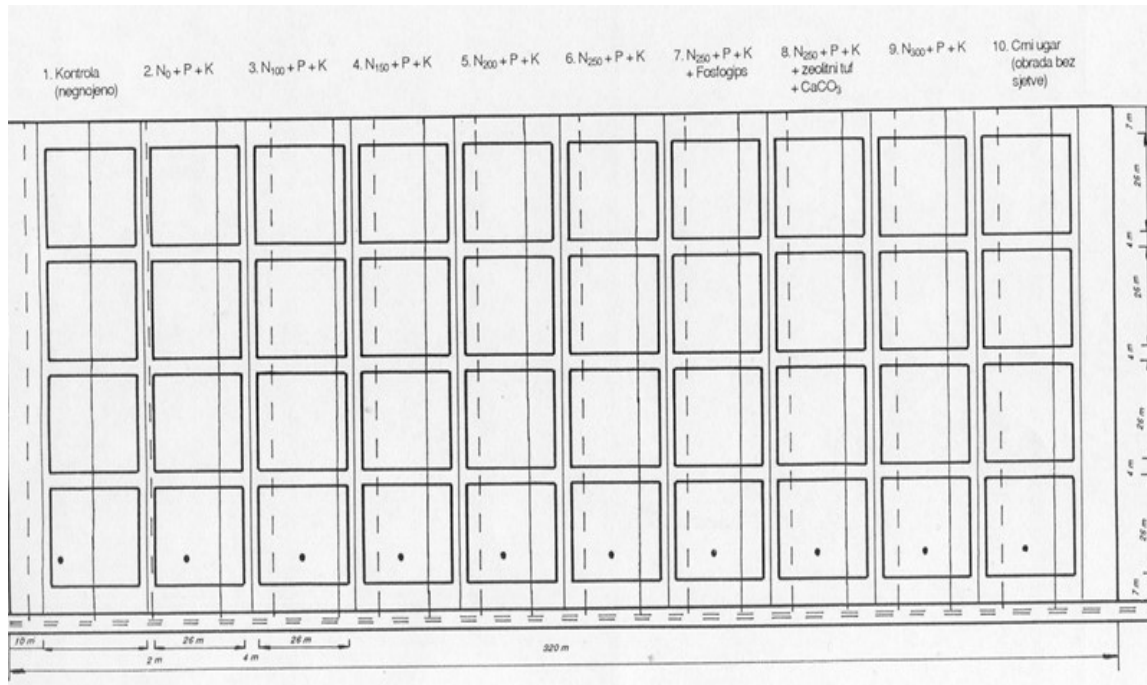 1. Kontrola
(negnojeno)
2. N₀ + P + K
3. N₁₀₀ + P + K
4. N₁₅₀ + P + K
5. N₂₀₀ + P + K
6. N₂₅₀ + P + K
7. N₂₅₀ + P + K
+ Fosfogips
8. N₂₅₀ + P + K
+ zeolitni tuf
+ CaCO₃
9. N₃₀₀ + P + K
10. Crni ugar
(obrada bez
sjetve)
7 m
26 m
4 m
26 m
4 m
26 m
4 m
26 m
7 m
10 m
26 m
26 m
2 m
4 m
320 m